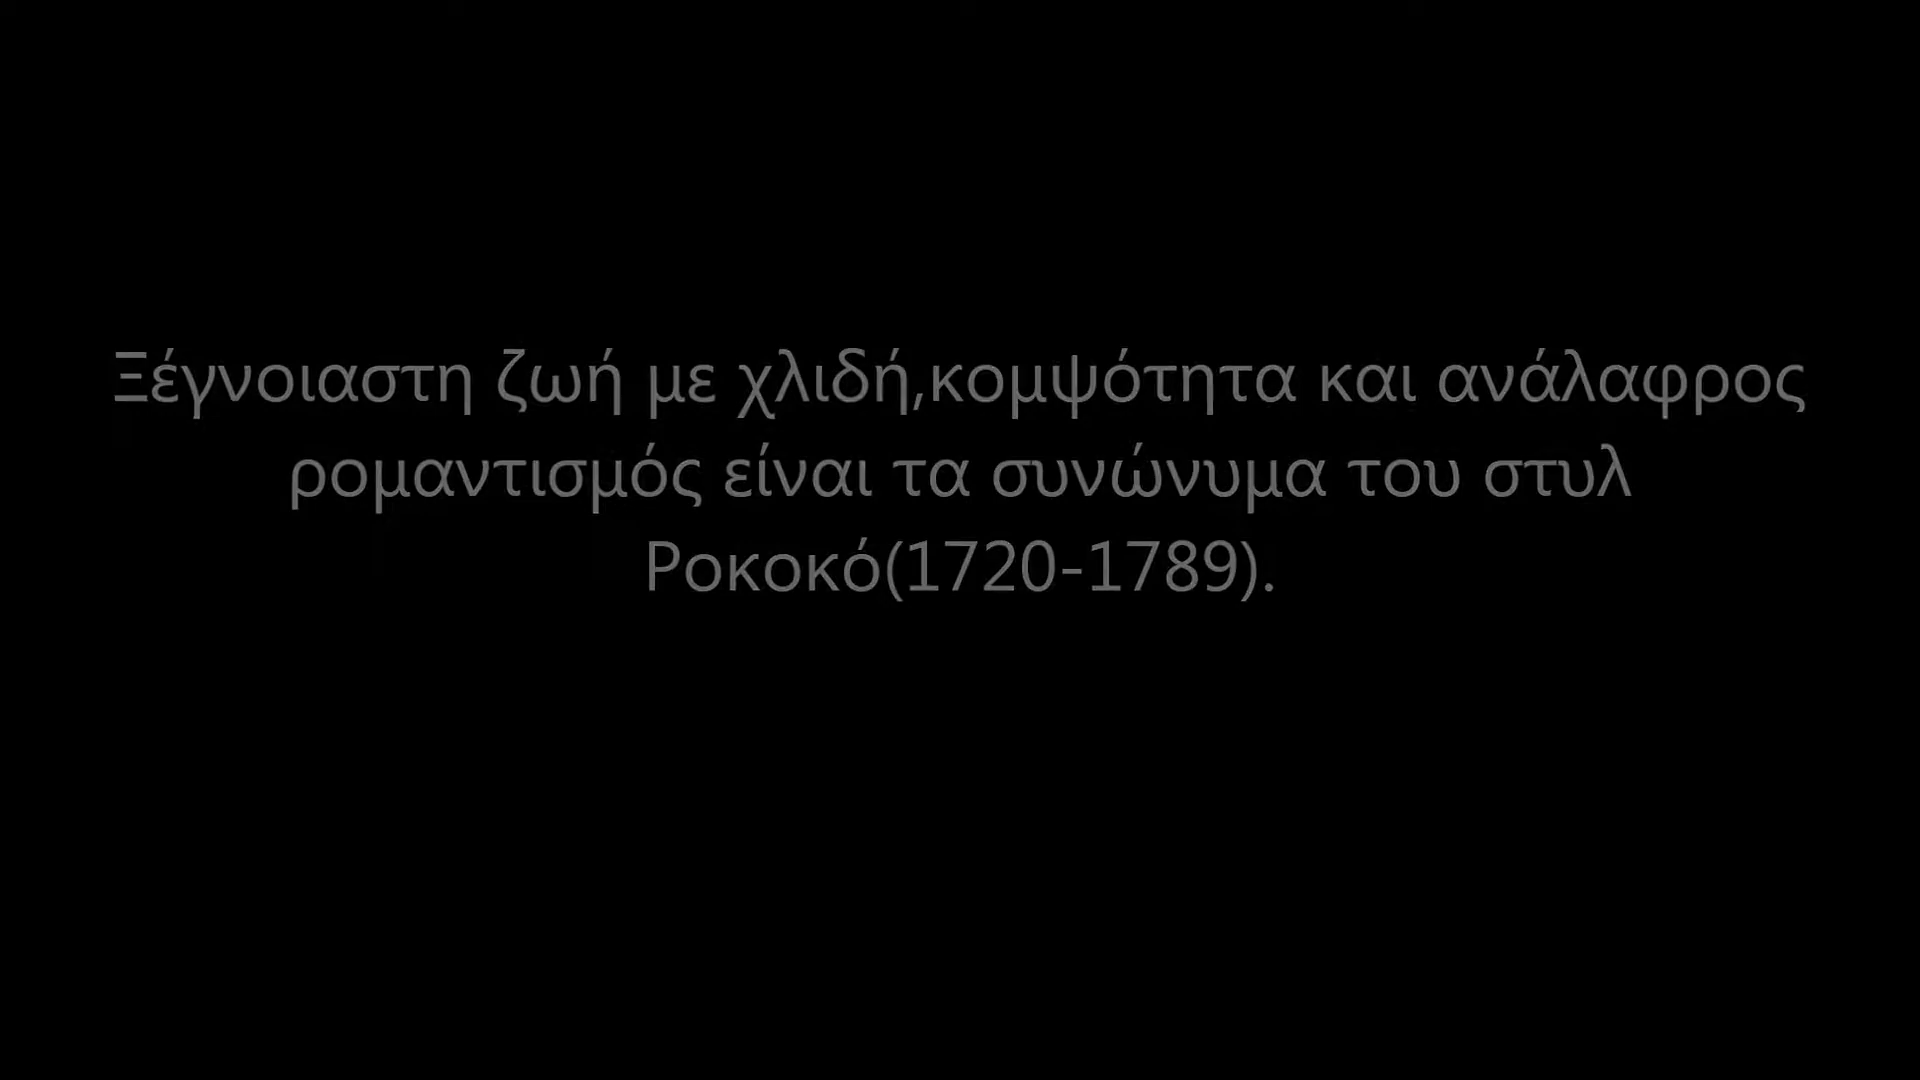 Ξέγνοιαστη ζωή με χλιδή,κομψότητα και ανάλαφρος
ρομαντισμός είναι τα συνώνυμα του στυλ
Ροκοκό(1720-1789).